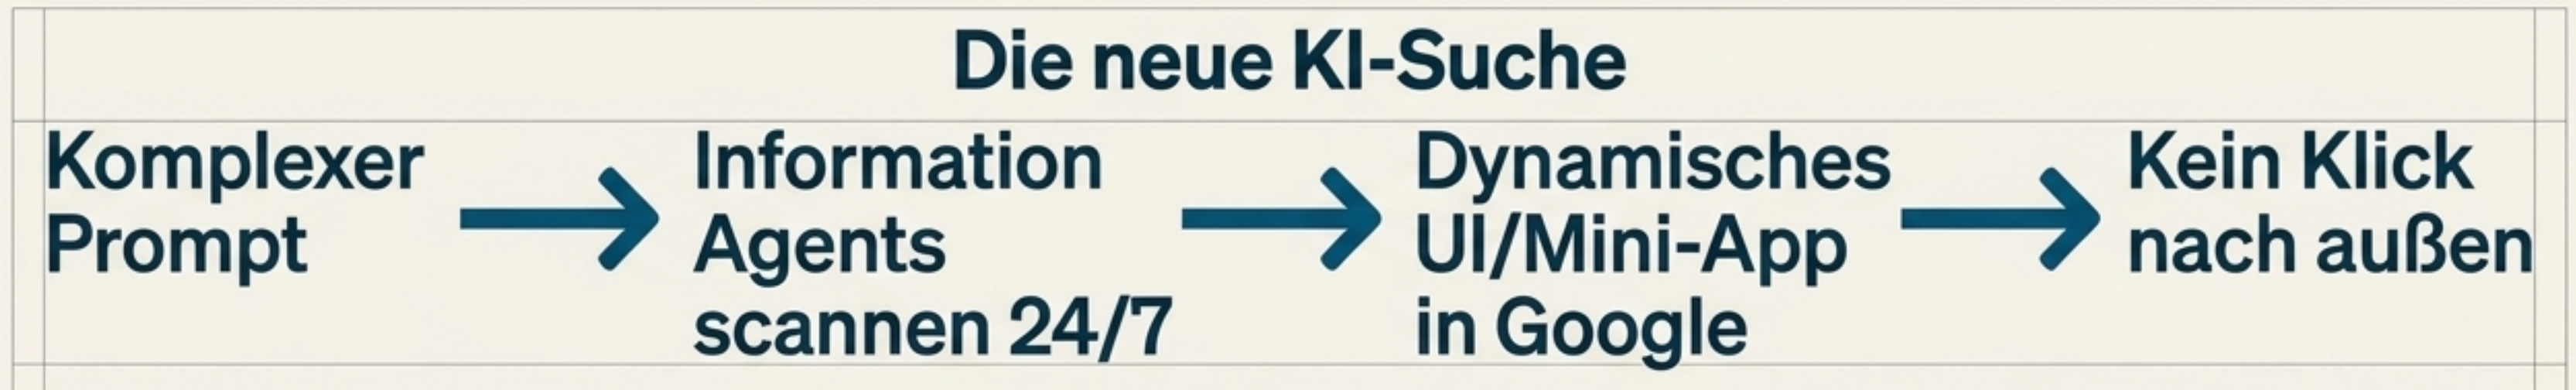 Die neue KI-Suche
Komplexer
Prompt
Information
Agents
scannen 24/7
Dynamisches
UI/Mini-App
in Google
Kein Klick
nach außen